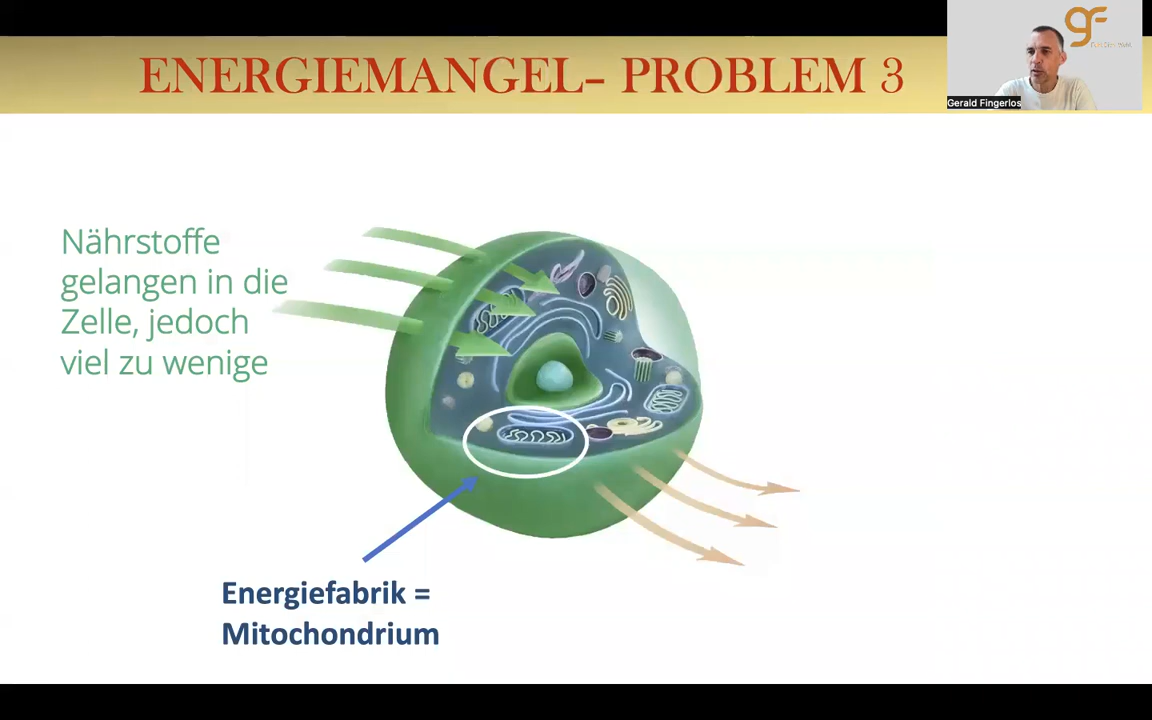 ENERGIEMANGEL– PROBLEM 3
gf
Gerald Fingerlos
Nährstoffe
gelangen in die
Zelle, jedoch
viel zu wenige
Energiefabrik =
Mitochondrium